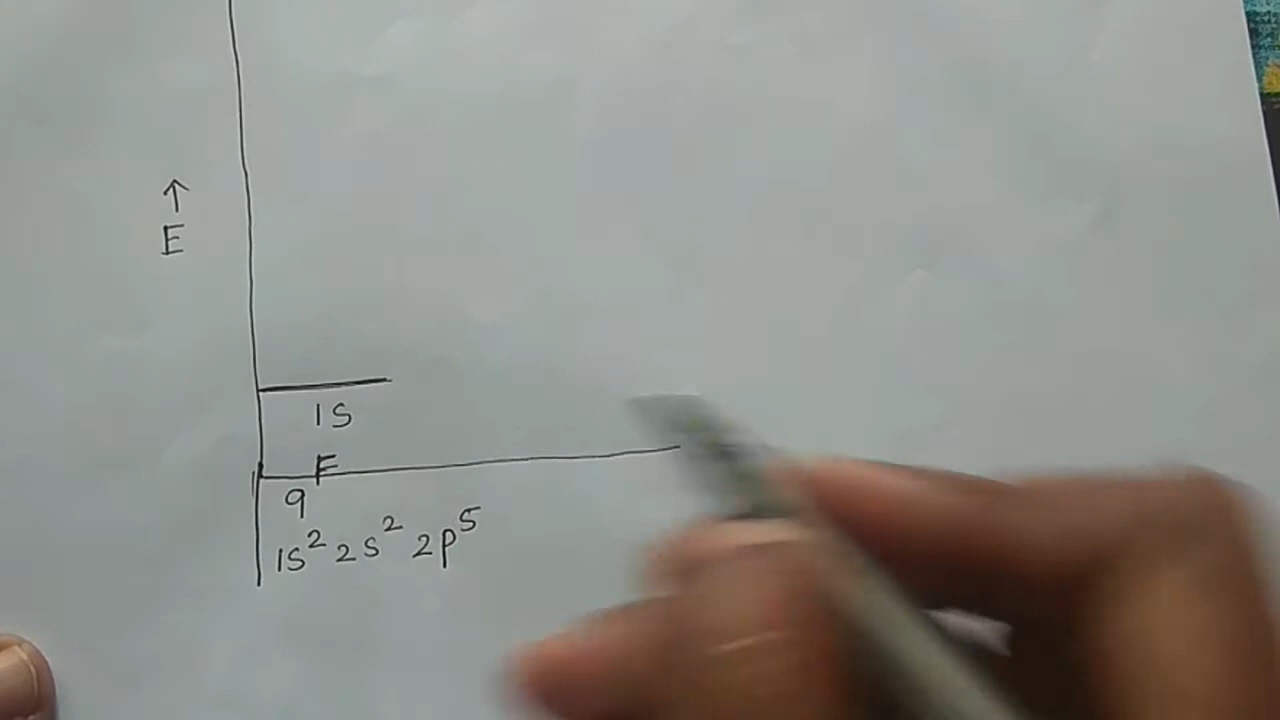 ↑
E
1S
F
9
1S² 2S² 2p⁵